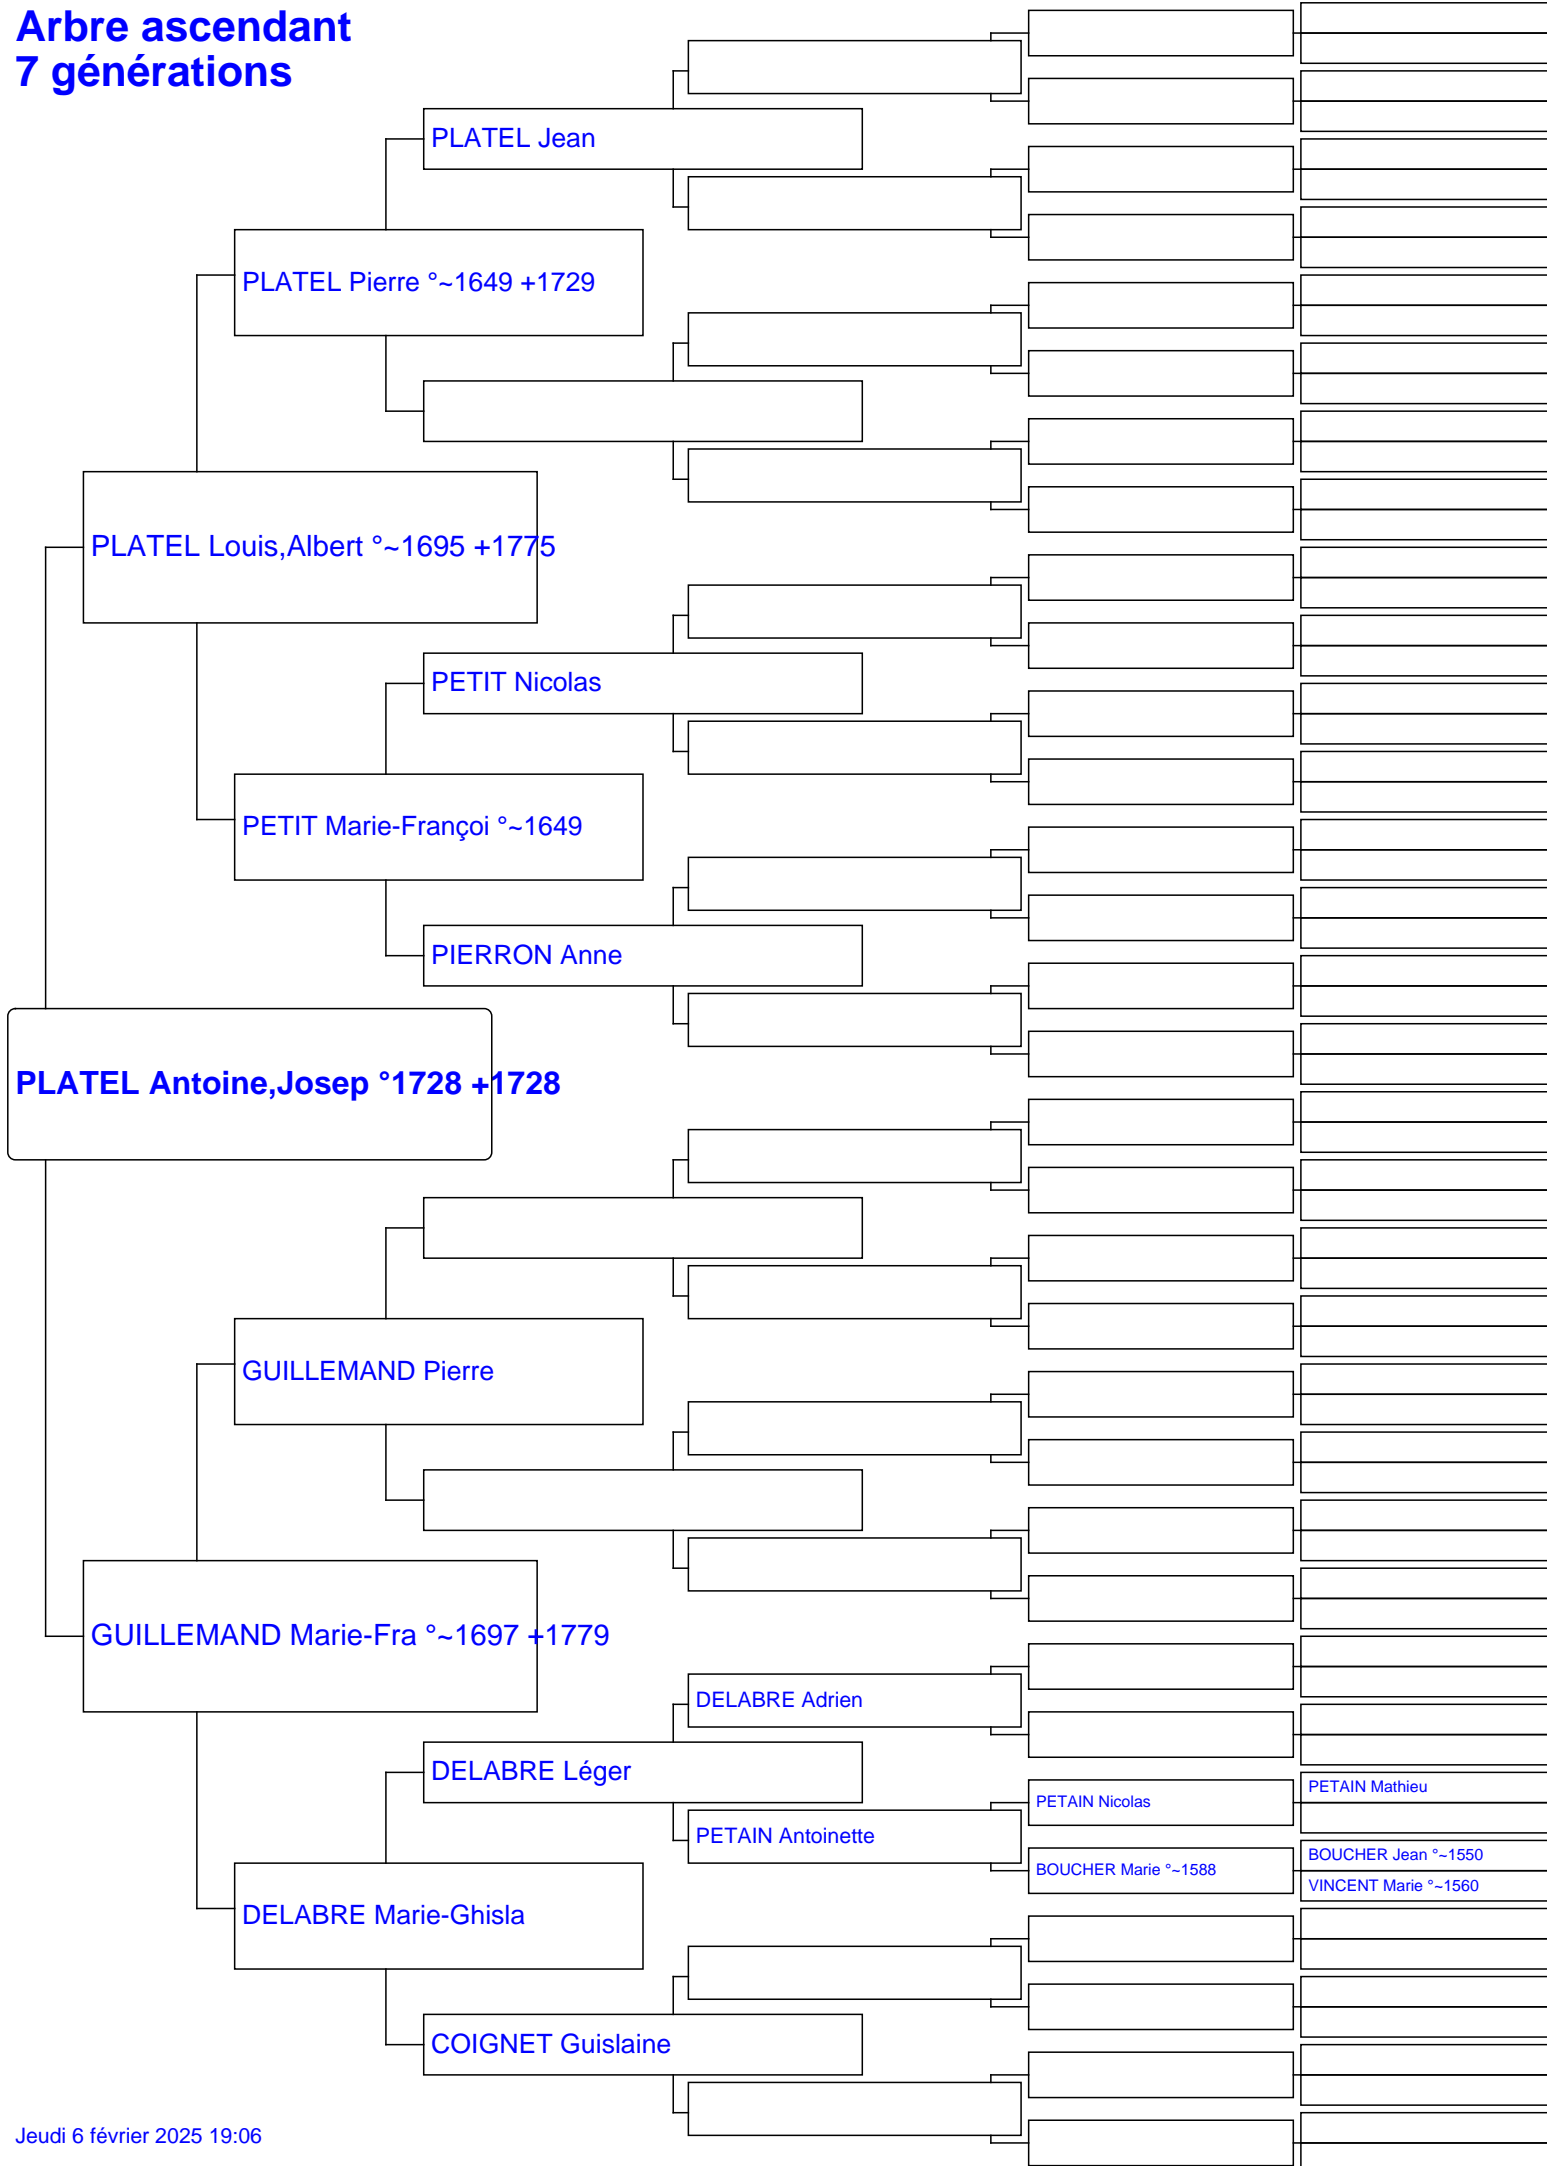 Arbre ascendant
7 générations
PLATEL Jean
PLATEL Pierre °~1649 +1729
PLATEL Louis,Albert °~1695 +1775
PETIT Nicolas
PETIT Marie-Françoi °~1649
PIERRON Anne
PLATEL Antoine,Josep °1728 +1728
GUILLEMAND Pierre
GUILLEMAND Marie-Fra °~1697 +1779
DELABRE Adrien
DELABRE Léger
PETAIN Mathieu
PETAIN Nicolas
PETAIN Antoinette
BOUCHER Jean °~1550
BOUCHER Marie °~1588
VINCENT Marie °~1560
DELABRE Marie-Ghisla
COIGNET Guislaine
Jeudi 6 février 2025 19:06